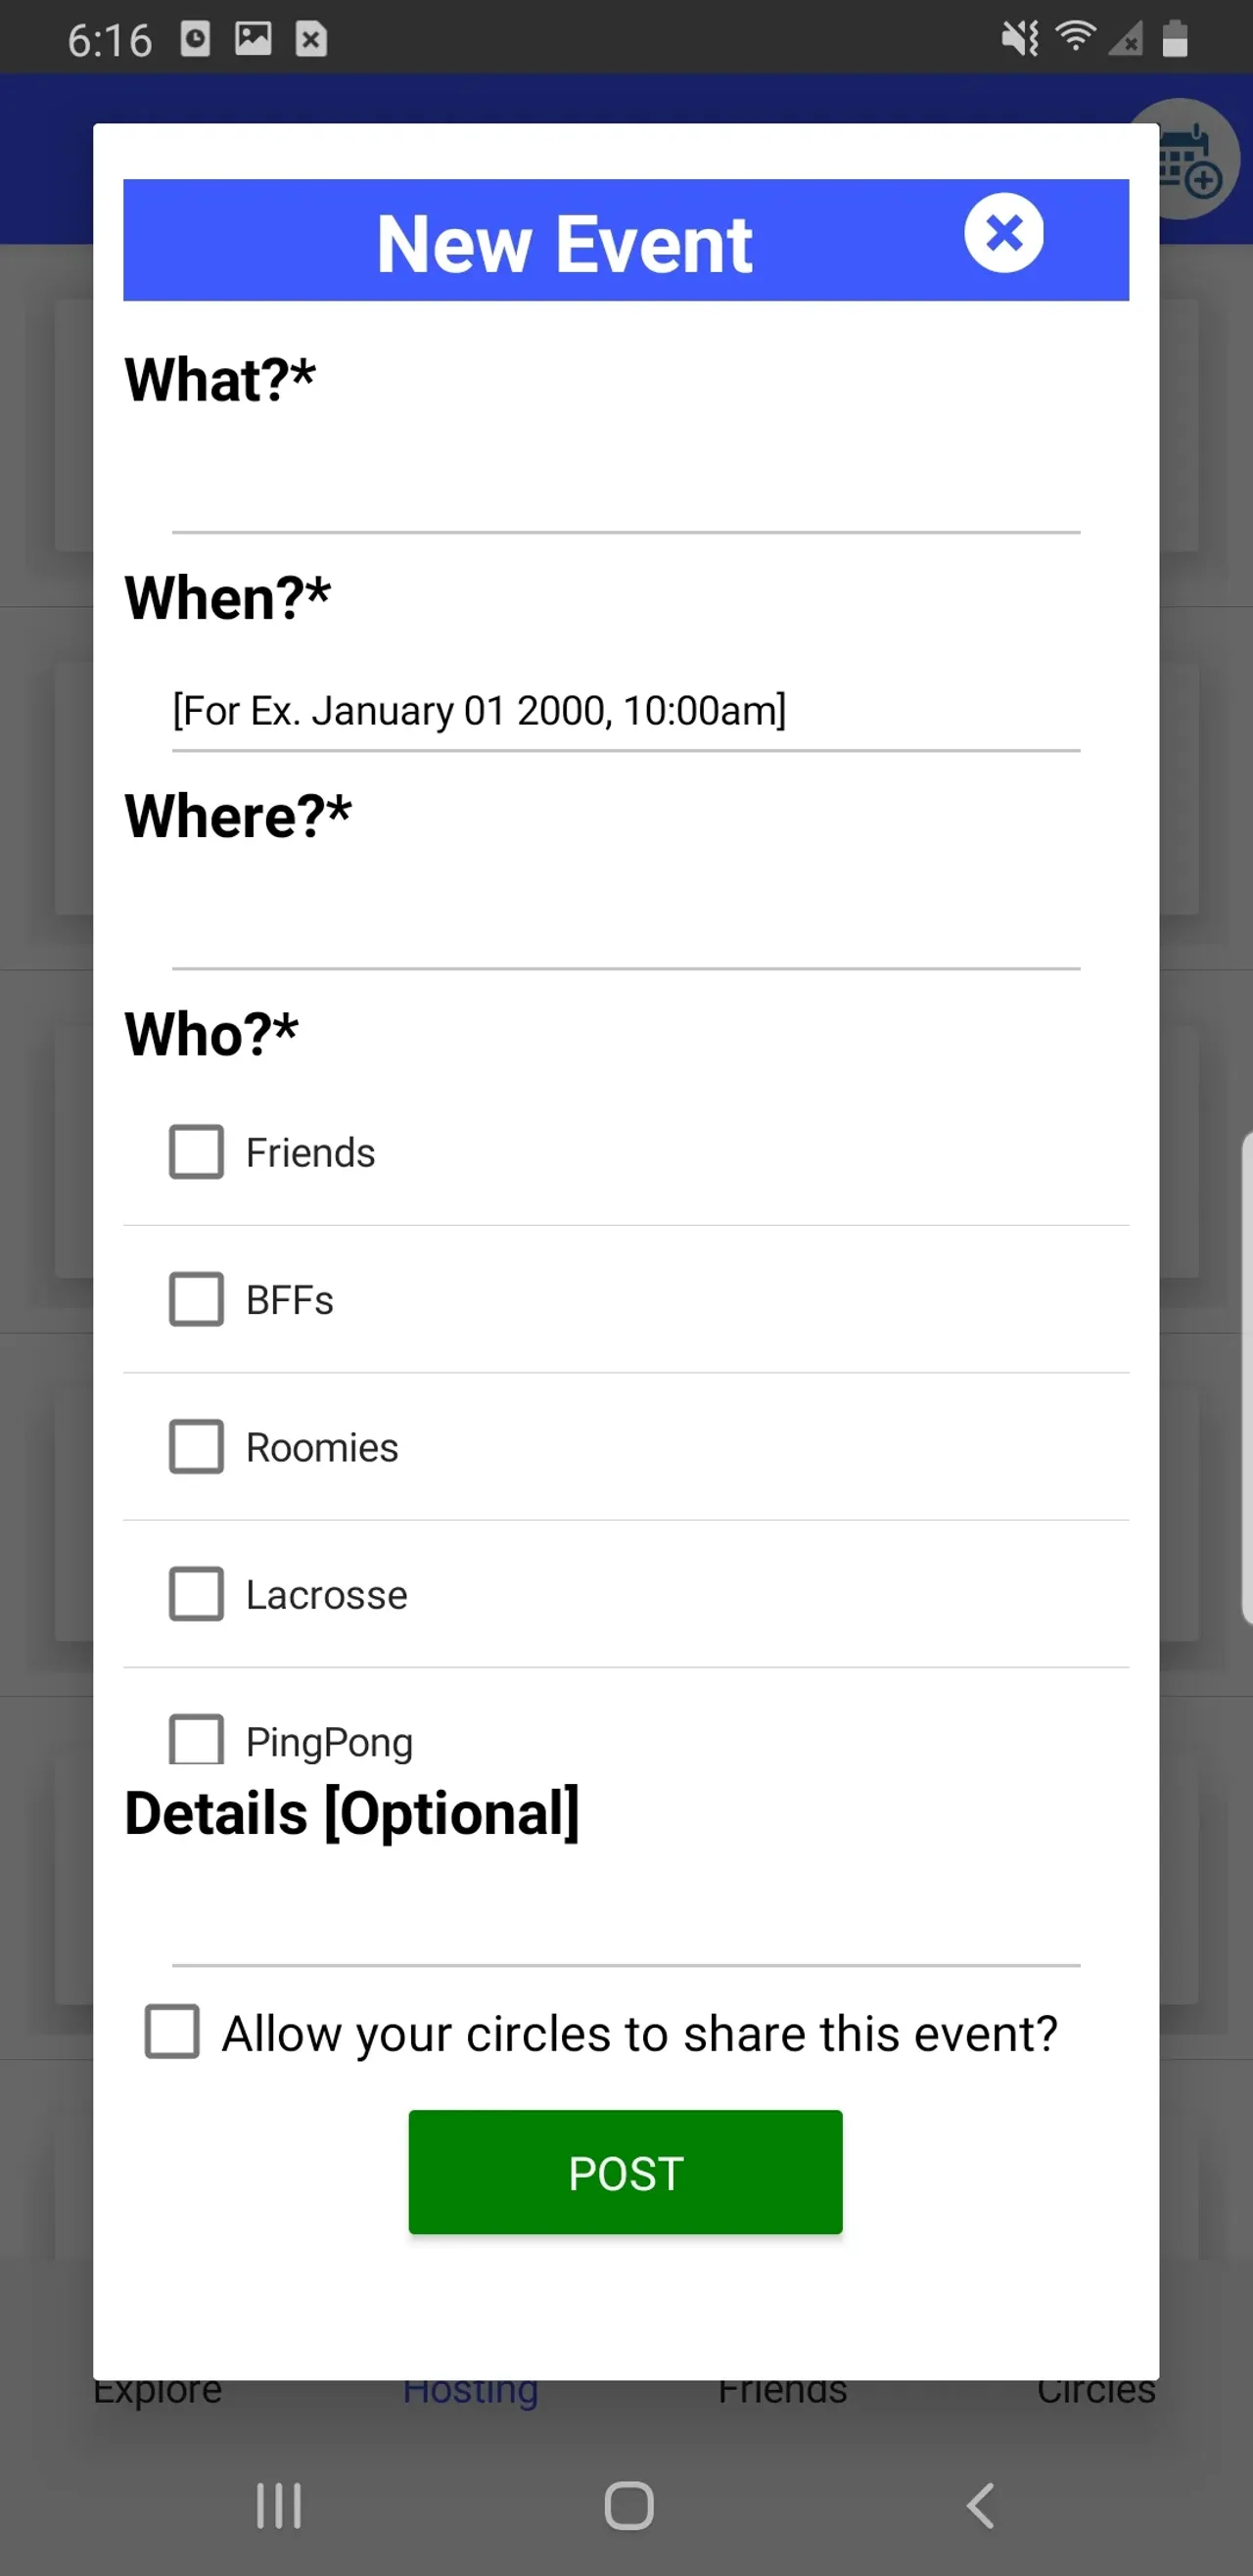 6:16
New Event
What?*
When?*
[For Ex. January 01 2000, 10:00am]
Where?*
Who?*
Friends
BFFs
Roomies
Lacrosse
PingPong
Details [Optional]
Allow your circles to share this event?
POST
Explore Hosting Friends Circles